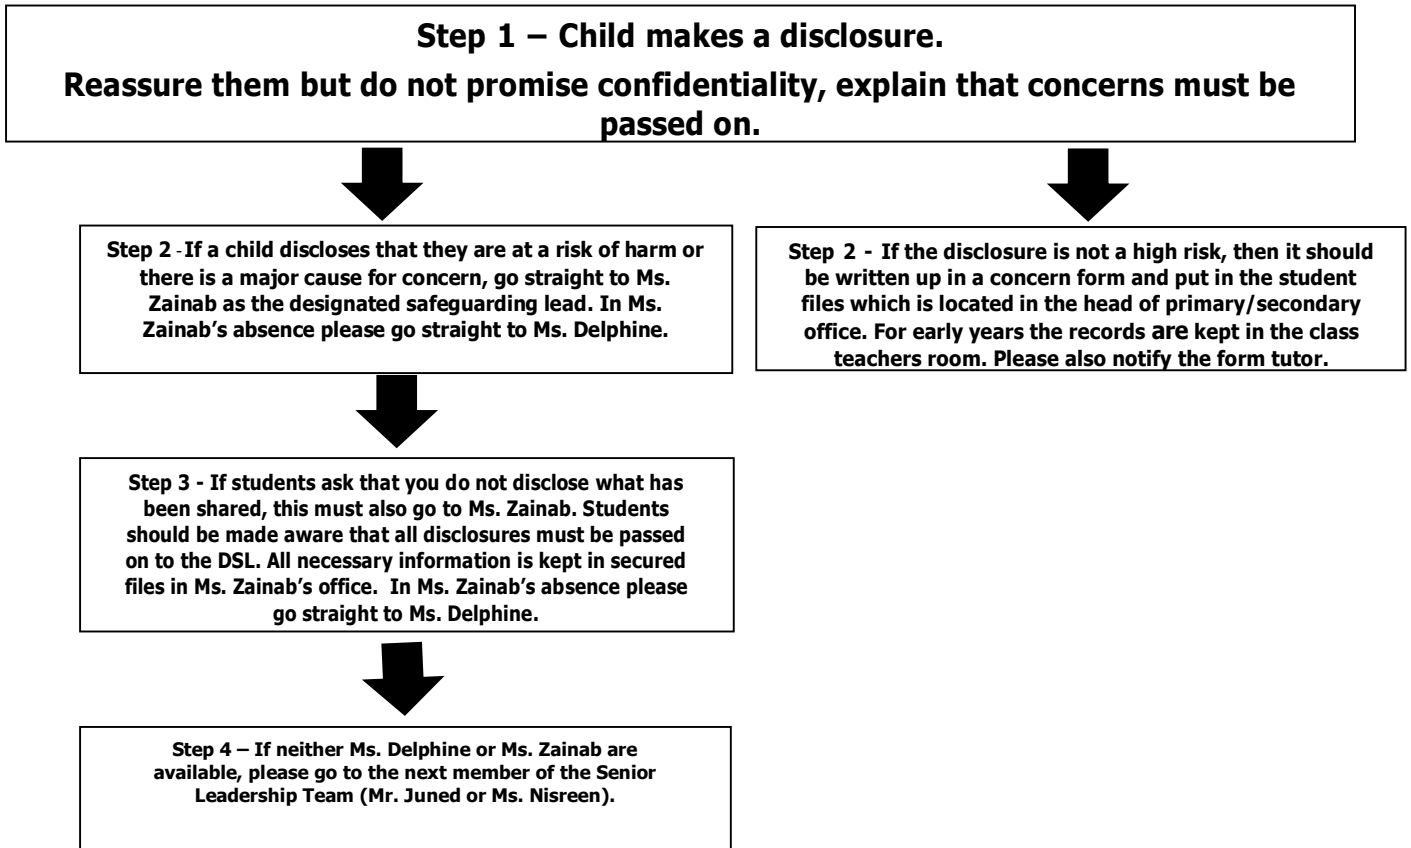 Step 1 – Child makes a disclosure.
Reassure them but do not promise confidentiality, explain that concerns must be
passed on.
Step 2 - If a child discloses that they are at a risk of harm or
there is a major cause for concern, go straight to Ms.
Zainab as the designated safeguarding lead. In Ms.
Zainab's absence please go straight to Ms. Delphine.
Step 2 - If the disclosure is not a high risk, then it should
be written up in a concern form and put in the student
files which is located in the head of primary/secondary
office. For early years the records are kept in the class
teachers room. Please also notify the form tutor.
Step 3 - If students ask that you do not disclose what has
been shared, this must also go to Ms. Zainab. Students
should be made aware that all disclosures must be passed
on to the DSL. All necessary information is kept in secured
files in Ms. Zainab's office. In Ms. Zainab's absence please
go straight to Ms. Delphine.
Step 4 – If neither Ms. Delphine or Ms. Zainab are
available, please go to the next member of the Senior
Leadership Team (Mr. Juned or Ms. Nisreen).